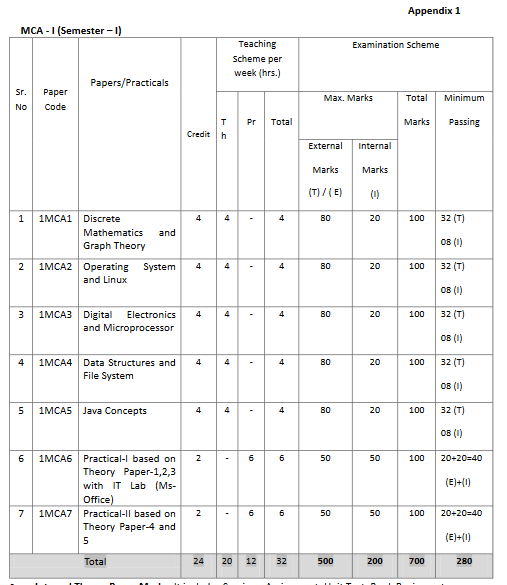 Appendix 1
MCA - I (Semester – I)
Sr. No
Paper Code
Papers/Practicals
Credit
Teaching Scheme per week (hrs.)
Examination Scheme
Th
Pr
Total
Max. Marks
Total Marks
Minimum Passing
External Marks (T) / ( E)
Internal Marks (I)
1 1MCA1 Discrete 4 4 - 4 80 20 100 32 (T)
Mathematics and
Graph Theory 08 (I)
2 1MCA2 Operating System 4 4 - 4 80 20 100 32 (T)
and Linux
08 (I)
3 1MCA3 Digital Electronics 4 4 - 4 80 20 100 32 (T)
and Microprocessor
08 (I)
4 1MCA4 Data Structures and 4 4 - 4 80 20 100 32 (T)
File System
08 (I)
5 1MCA5 Java Concepts 4 4 - 4 80 20 100 32 (T)
08 (I)
6 1MCA6 Practical-I based on 2 - 6 6 50 50 100 20+20=40
Theory Paper-1,2,3
with IT Lab (Ms- (E)+(I)
Office)
7 1MCA7 Practical-II based on 2 - 6 6 50 50 100 20+20=40
Theory Paper-4 and
5 (E)+(I)
Total 24 20 12 32 500 200 700 280